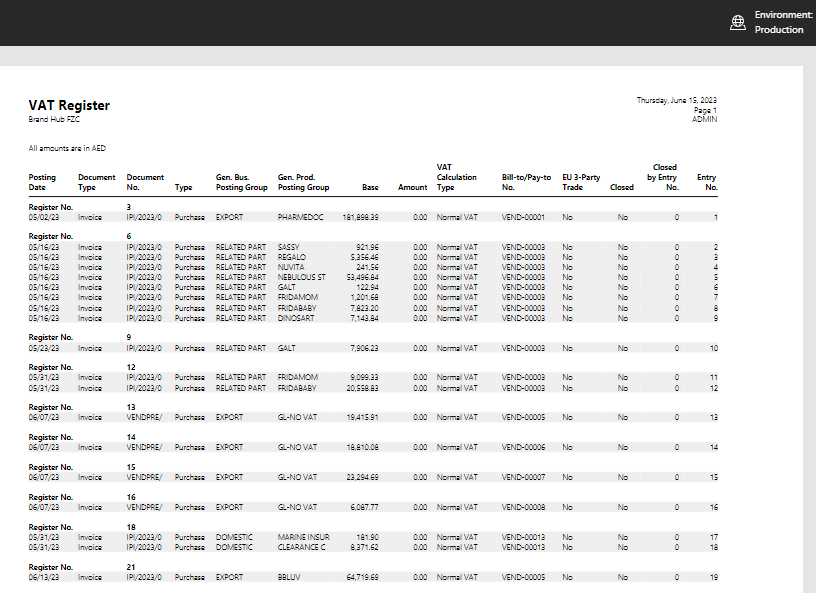 Environment:
Production
VAT Register
Thursday, June 15, 2023
Page 1
Brand Hub FZC
ADMIN
All amounts are in AED
Posting Date Document Type Document No. Type Gen. Bus. Posting Group Gen. Prod. Posting Group Base Amount VAT Calculation Type Bill-to/Pay-to No. EU 3-Party Trade Closed Closed by Entry No. Entry No.
Register No. 3
05/02/23 Invoice IPI/2023/0 Purchase EXPORT PHARMEDOC 181,898.39 0.00 Normal VAT VEND-00001 No No 0 1
Register No. 6
05/16/23 Invoice IPI/2023/0 Purchase RELATED PART SASSY 921.96 0.00 Normal VAT VEND-00003 No No 0 2
05/16/23 Invoice IPI/2023/0 Purchase RELATED PART REGALO 5,356.46 0.00 Normal VAT VEND-00003 No No 0 3
05/16/23 Invoice IPI/2023/0 Purchase RELATED PART NUVITA 241.56 0.00 Normal VAT VEND-00003 No No 0 4
05/16/23 Invoice IPI/2023/0 Purchase RELATED PART NEBULOUS ST 53,496.84 0.00 Normal VAT VEND-00003 No No 0 5
05/16/23 Invoice IPI/2023/0 Purchase RELATED PART GALT 122.94 0.00 Normal VAT VEND-00003 No No 0 6
05/16/23 Invoice IPI/2023/0 Purchase RELATED PART FRIDAMOM 1,201.68 0.00 Normal VAT VEND-00003 No No 0 7
05/16/23 Invoice IPI/2023/0 Purchase RELATED PART FRIDABABY 7,823.20 0.00 Normal VAT VEND-00003 No No 0 8
05/16/23 Invoice IPI/2023/0 Purchase RELATED PART DINOSART 7,143.84 0.00 Normal VAT VEND-00003 No No 0 9
Register No. 9
05/23/23 Invoice IPI/2023/0 Purchase RELATED PART GALT 7,906.23 0.00 Normal VAT VEND-00003 No No 0 10
Register No. 12
05/31/23 Invoice IPI/2023/0 Purchase RELATED PART FRIDAMOM 9,099.33 0.00 Normal VAT VEND-00003 No No 0 11
05/31/23 Invoice IPI/2023/0 Purchase RELATED PART FRIDABABY 20,558.83 0.00 Normal VAT VEND-00003 No No 0 12
Register No. 13
06/07/23 Invoice VENDPRE/ Purchase EXPORT GL-NO VAT 19,415.91 0.00 Normal VAT VEND-00005 No No 0 13
Register No. 14
06/07/23 Invoice VENDPRE/ Purchase EXPORT GL-NO VAT 18,810.08 0.00 Normal VAT VEND-00006 No No 0 14
Register No. 15
06/07/23 Invoice VENDPRE/ Purchase EXPORT GL-NO VAT 23,294.69 0.00 Normal VAT VEND-00007 No No 0 15
Register No. 16
06/07/23 Invoice VENDPRE/ Purchase EXPORT GL-NO VAT 6,087.77 0.00 Normal VAT VEND-00008 No No 0 16
Register No. 18
05/31/23 Invoice IPI/2023/0 Purchase DOMESTIC MARINE INSUR 181.90 0.00 Normal VAT VEND-00013 No No 0 17
05/31/23 Invoice IPI/2023/0 Purchase DOMESTIC CLEARANCE C 8,371.62 0.00 Normal VAT VEND-00013 No No 0 18
Register No. 21
06/13/23 Invoice IPI/2023/0 Purchase EXPORT BBLUV 64,719.69 0.00 Normal VAT VEND-00005 No No 0 19